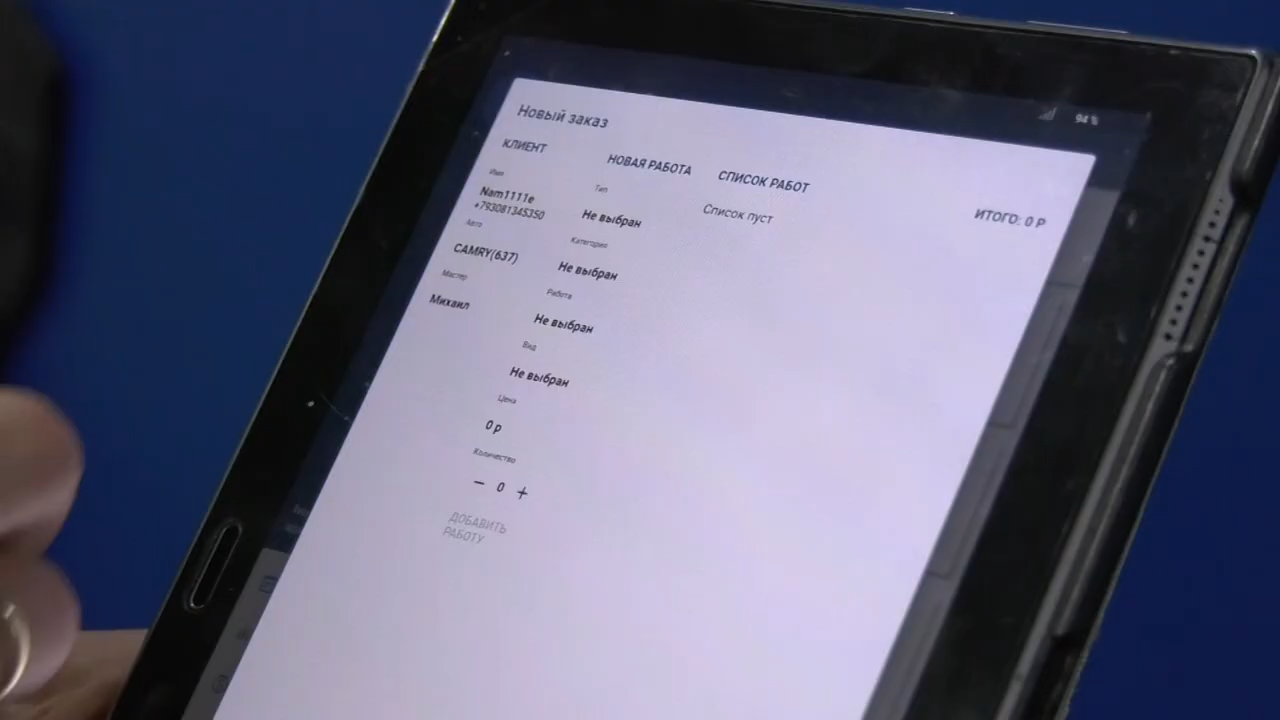 94 %
Новый заказ
КЛИЕНТ
Имя
Nam1111e
+793081345350
Авто
CAMRY(637)
Мастер
Михаил
НОВАЯ РАБОТА
Тип
Не выбран
Категория
Не выбран
Работа
Не выбран
Вид
Не выбран
Цена
0 р
Количество
− 0 +
ДОБАВИТЬ
РАБОТУ
СПИСОК РАБОТ
Список пуст
ИТОГО: 0 Р